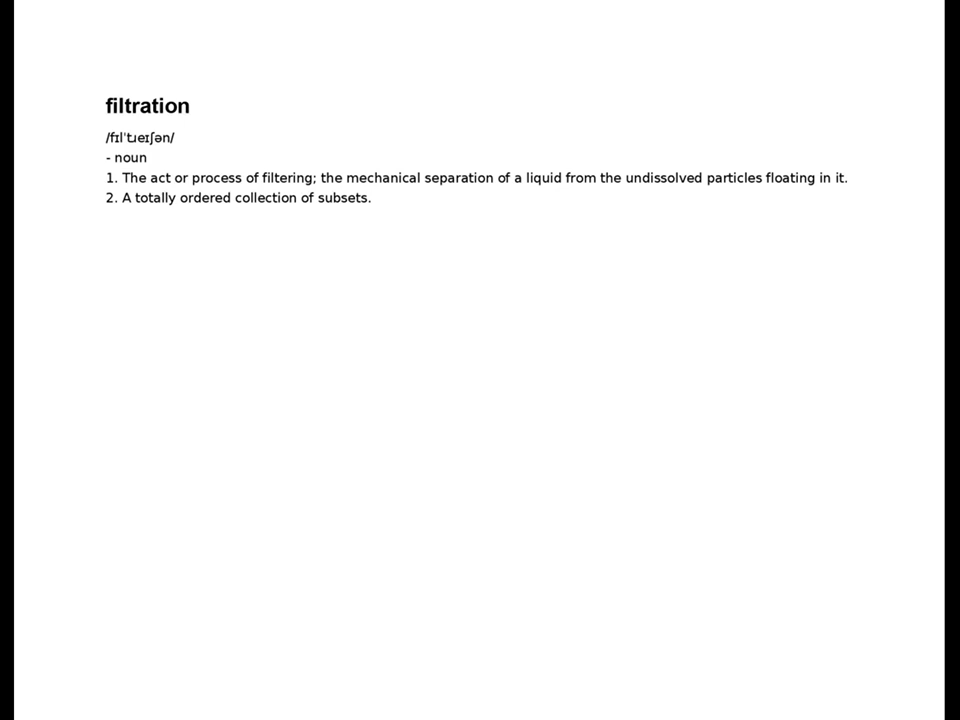 filtration
/fɪlˈtɹeɪʃən/
- noun
1. The act or process of filtering; the mechanical separation of a liquid from the undissolved particles floating in it.
2. A totally ordered collection of subsets.